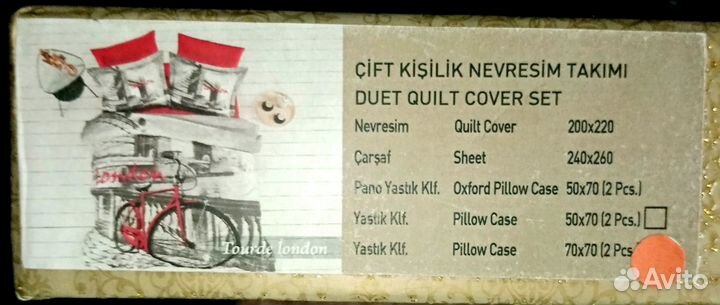 ÇİFT KİŞİLİK NEVRESİM TAKIMI
DUET QUILT COVER SET
Nevresim Quilt Cover 200x220
Çarşaf Sheet 240x260
Pano Yastık Klf. Oxford Pillow Case 50x70 (2 Pcs.)
Yastık Klf. Pillow Case 50x70 (2 Pcs.)
Yastık Klf. Pillow Case 70x70 (2 Pcs
London
Tourde london
Avito